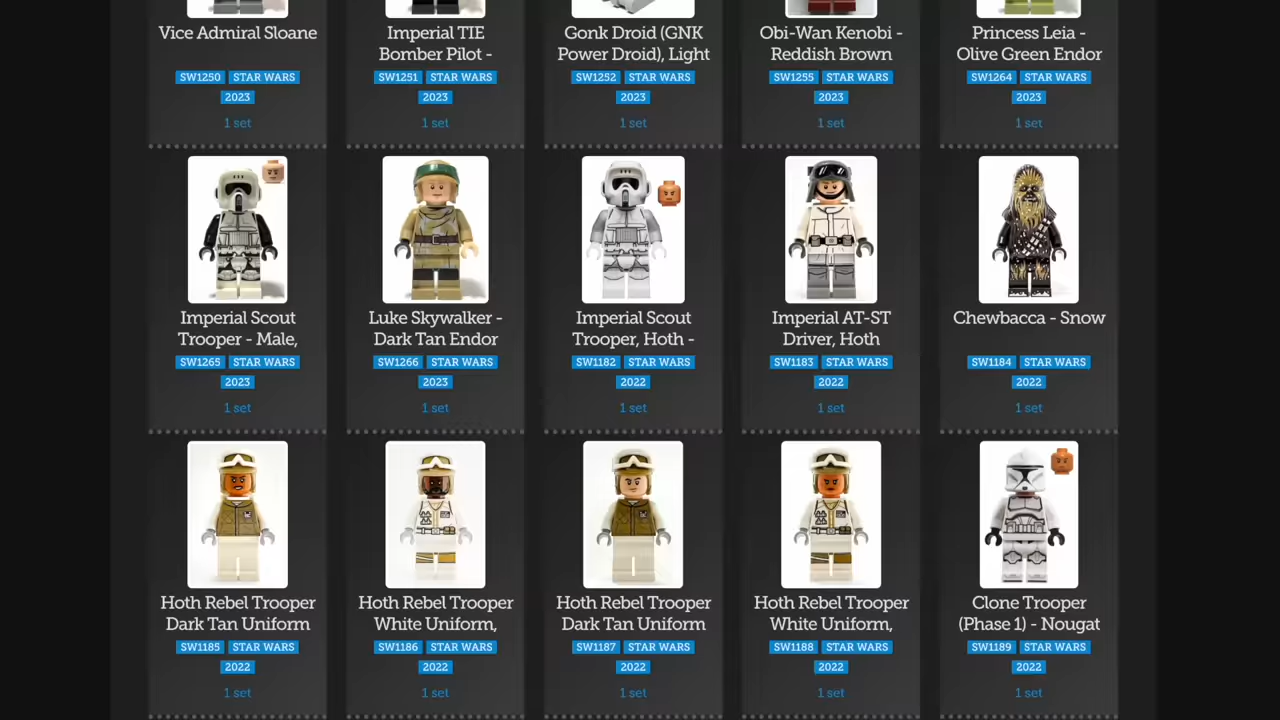 Vice Admiral Sloane
SW1250 STAR WARS
2023
1 set
Imperial TIE
Bomber Pilot -
SW1251 STAR WARS
2023
1 set
Gonk Droid (GNK
Power Droid), Light
SW1252 STAR WARS
2023
1 set
Obi-Wan Kenobi -
Reddish Brown
SW1255 STAR WARS
2023
1 set
Princess Leia -
Olive Green Endor
SW1264 STAR WARS
2023
1 set
Imperial Scout
Trooper - Male,
SW1265 STAR WARS
2023
1 set
Luke Skywalker -
Dark Tan Endor
SW1266 STAR WARS
2023
1 set
Imperial Scout
Trooper, Hoth -
SW1182 STAR WARS
2022
1 set
Imperial AT-ST
Driver, Hoth
SW1183 STAR WARS
2022
1 set
Chewbacca - Snow
SW1184 STAR WARS
2022
1 set
Hoth Rebel Trooper
Dark Tan Uniform
SW1185 STAR WARS
2022
1 set
Hoth Rebel Trooper
White Uniform,
SW1186 STAR WARS
2022
1 set
Hoth Rebel Trooper
Dark Tan Uniform
SW1187 STAR WARS
2022
1 set
Hoth Rebel Trooper
White Uniform,
SW1188 STAR WARS
2022
1 set
Clone Trooper
(Phase 1) - Nougat
SW1189 STAR WARS
2022
1 set